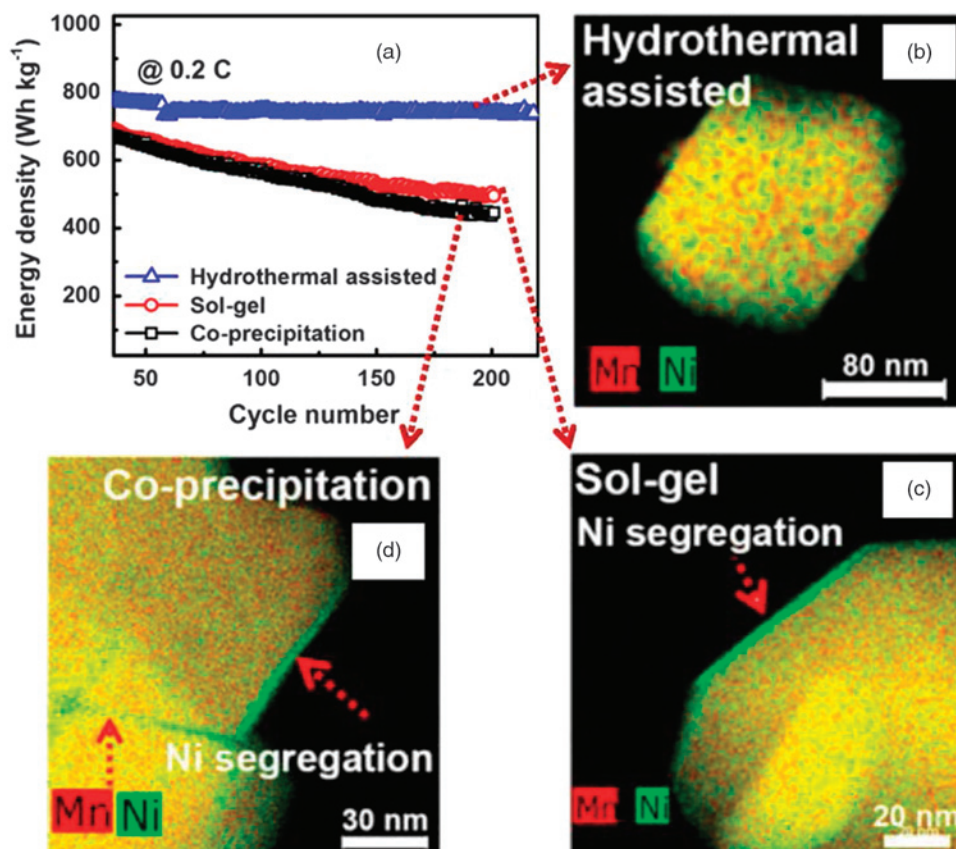 (a)
@ 0.2 C
1000
800
600
400
200
Energy density (Wh kg-1)
Hydrothermal assisted
Sol-gel
Co-precipitation
50
100
150
200
Cycle number
Hydrothermal
assisted
(b)
Mn Ni
80 nm
Co-precipitation
(d)
Ni segregation
Mn Ni
30 nm
Sol-gel
(c)
Ni segregation
Mn Ni
20 nm